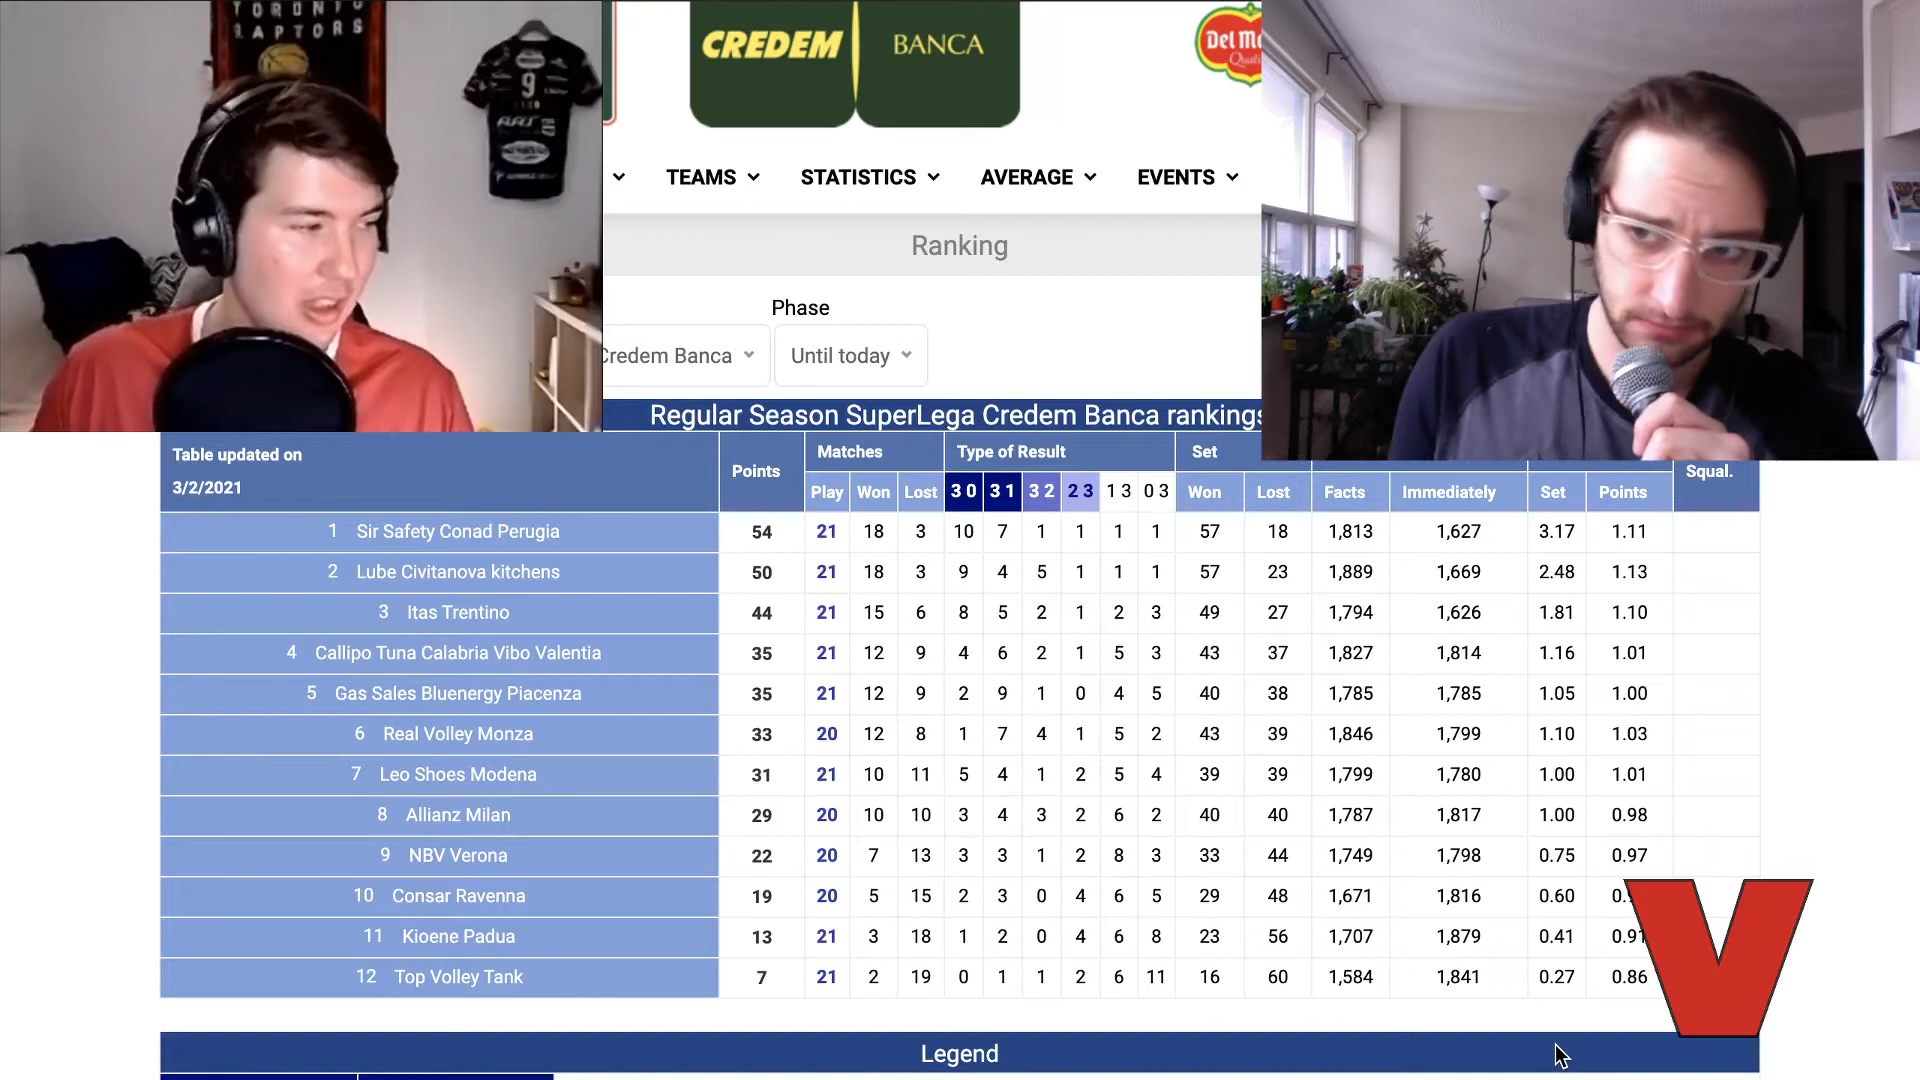 TORONTO
RAPTORS
9
CREDEM
BANCA
Del Mo
Quali
TEAMS
STATISTICS
AVERAGE
EVENTS
Ranking
Phase
Credem Banca
Until today
Regular Season SuperLega Credem Banca rankings
Table updated on
3/2/2021
Points
Matches
Type of Result
Set
Squal.
Play Won Lost 3 0 3 1 3 2 2 3 1 3 0 3 Won Lost Facts Immediately Set Points
1 Sir Safety Conad Perugia 54 21 18 3 10 7 1 1 1 1 57 18 1,813 1,627 3.17 1.11
2 Lube Civitanova kitchens 50 21 18 3 9 4 5 1 1 1 57 23 1,889 1,669 2.48 1.13
3 Itas Trentino 44 21 15 6 8 5 2 1 2 3 49 27 1,794 1,626 1.81 1.10
4 Callipo Tuna Calabria Vibo Valentia 35 21 12 9 4 6 2 1 5 3 43 37 1,827 1,814 1.16 1.01
5 Gas Sales Bluenergy Piacenza 35 21 12 9 2 9 1 0 4 5 40 38 1,785 1,785 1.05 1.00
6 Real Volley Monza 33 20 12 8 1 7 4 1 5 2 43 39 1,846 1,799 1.10 1.03
7 Leo Shoes Modena 31 21 10 11 5 4 1 2 5 4 39 39 1,799 1,780 1.00 1.01
8 Allianz Milan 29 20 10 10 3 4 3 2 6 2 40 40 1,787 1,817 1.00 0.98
9 NBV Verona 22 20 7 13 3 3 1 2 8 3 33 44 1,749 1,798 0.75 0.97
10 Consar Ravenna 19 20 5 15 2 3 0 4 6 5 29 48 1,671 1,816 0.60 0.
11 Kioene Padua 13 21 3 18 1 2 0 4 6 8 23 56 1,707 1,879 0.41 0.91
12 Top Volley Tank 7 21 2 19 0 1 1 2 6 11 16 60 1,584 1,841 0.27 0.86
V
Legend